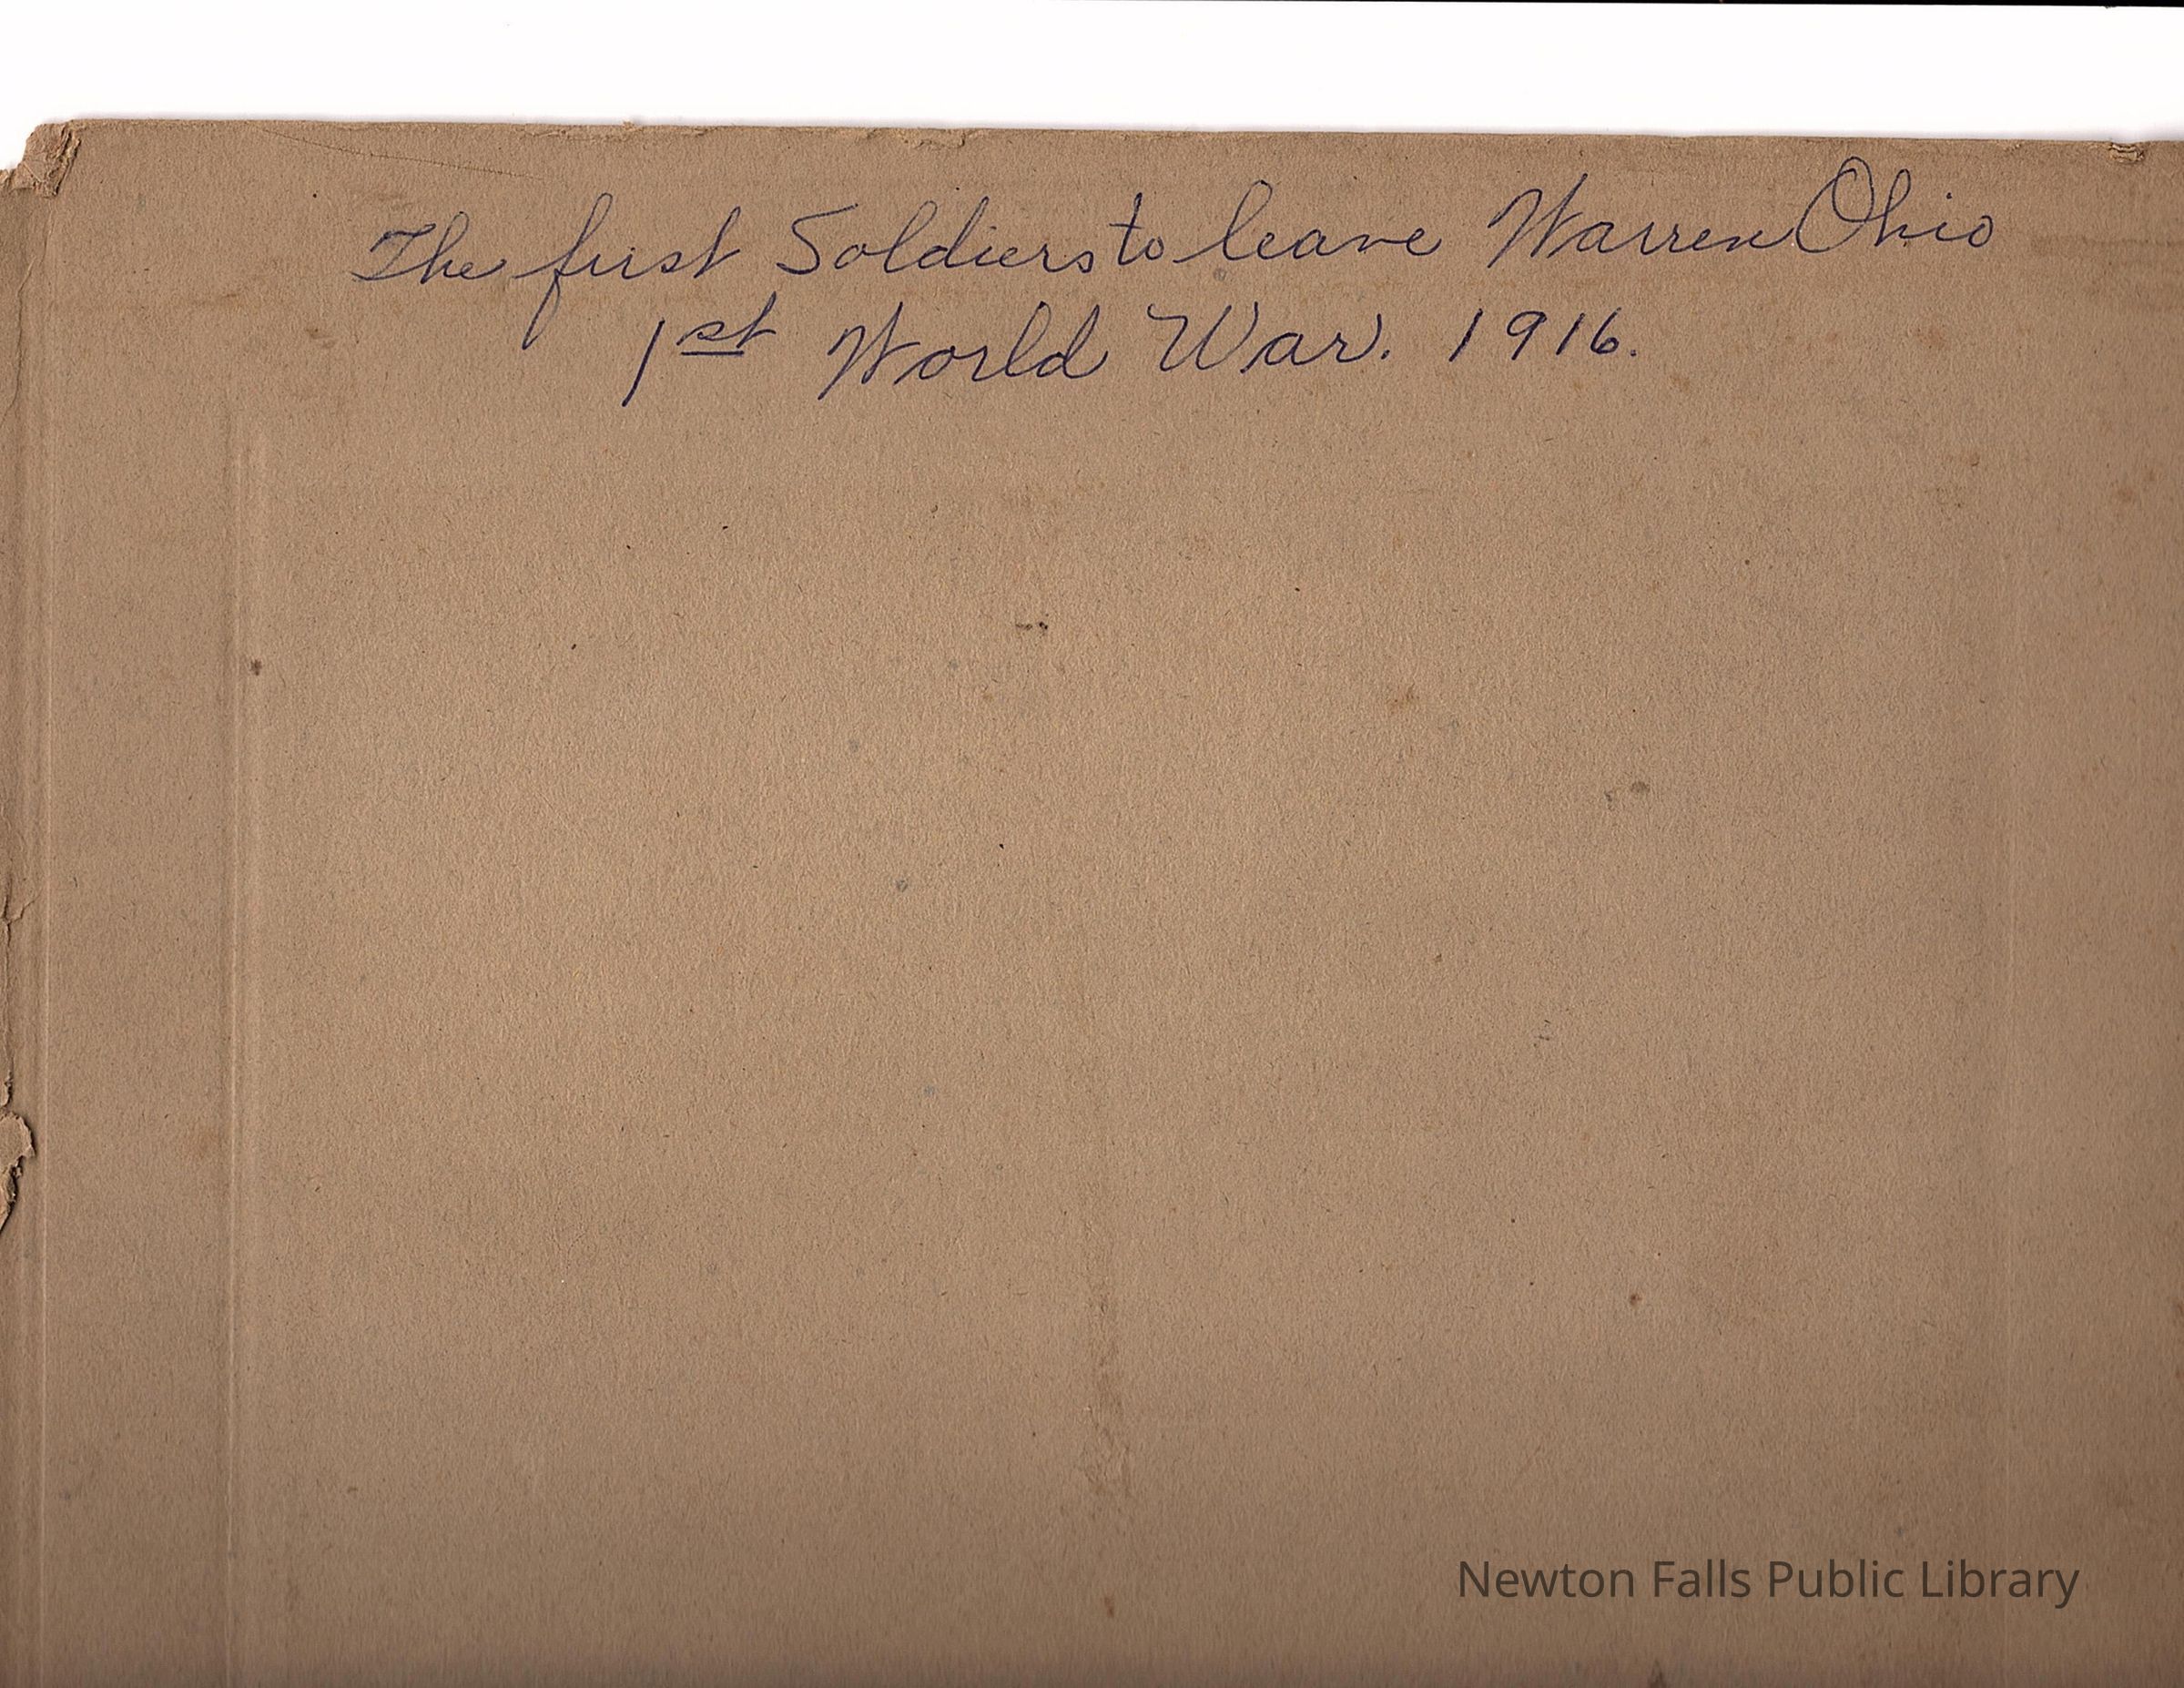 The first Soldiers to leave Warren Ohio
1st World War. 1916.
Newton Falls Public Library